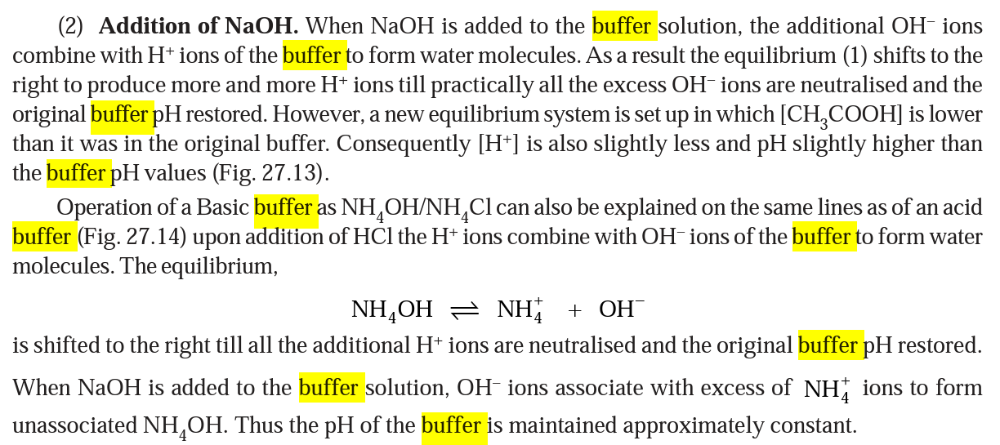 (2) Addition of NaOH. When NaOH is added to the buffer solution, the additional OH⁻ ions
combine with H⁺ ions of the buffer to form water molecules. As a result the equilibrium (1) shifts to the
right to produce more and more H⁺ ions till practically all the excess OH⁻ ions are neutralised and the
original buffer pH restored. However, a new equilibrium system is set up in which [CH₃COOH] is lower
than it was in the original buffer. Consequently [H⁺] is also slightly less and pH slightly higher than
the buffer pH values (Fig. 27.13).
Operation of a Basic buffer as NH₄OH/NH₄Cl can also be explained on the same lines as of an acid
buffer (Fig. 27.14) upon addition of HCl the H⁺ ions combine with OH⁻ ions of the buffer to form water
molecules. The equilibrium,
NH₄OH ⇌ NH₄⁺ + OH⁻
is shifted to the right till all the additional H⁺ ions are neutralised and the original buffer pH restored.
When NaOH is added to the buffer solution, OH⁻ ions associate with excess of NH₄⁺ ions to form
unassociated NH₄OH. Thus the pH of the buffer is maintained approximately constant.